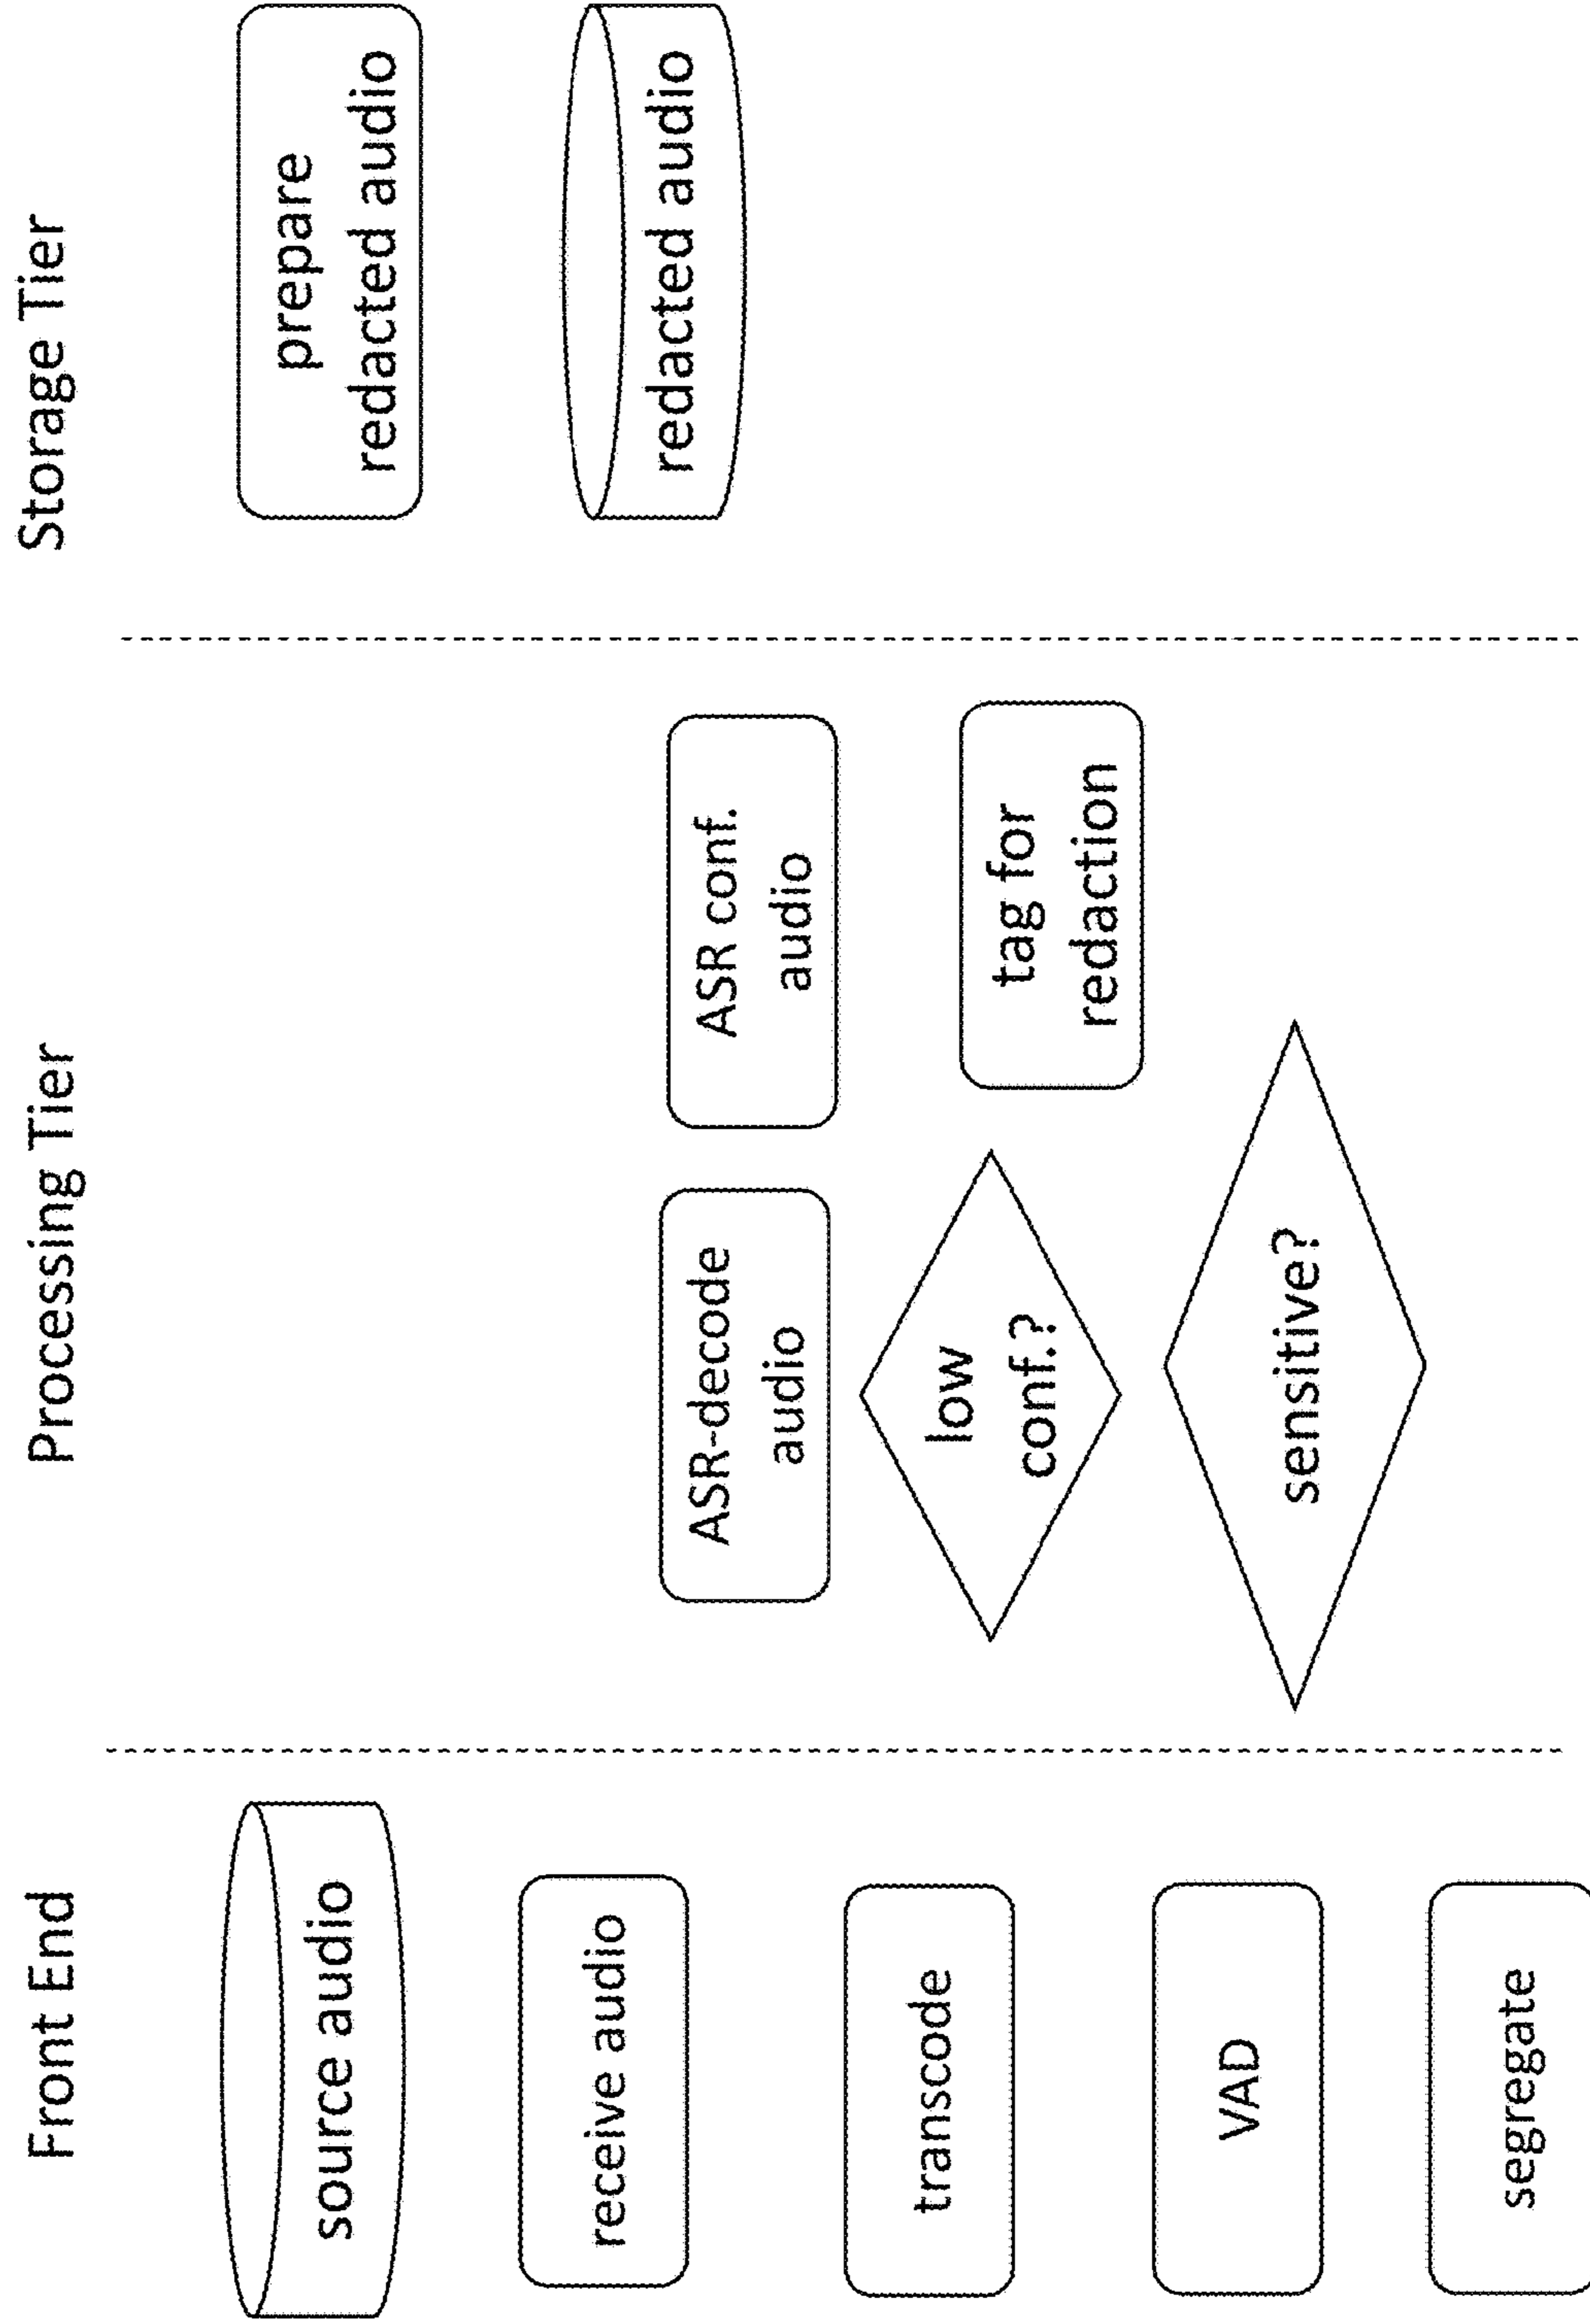 Front End
source audio
receive audio
transcode
VAD
segregate
Processing Tier
ASR-decode
audio
ASR conf.
audio
low
conf.?
tag for
redaction
sensitive?
Storage Tier
prepare
redacted audio
redacted audio